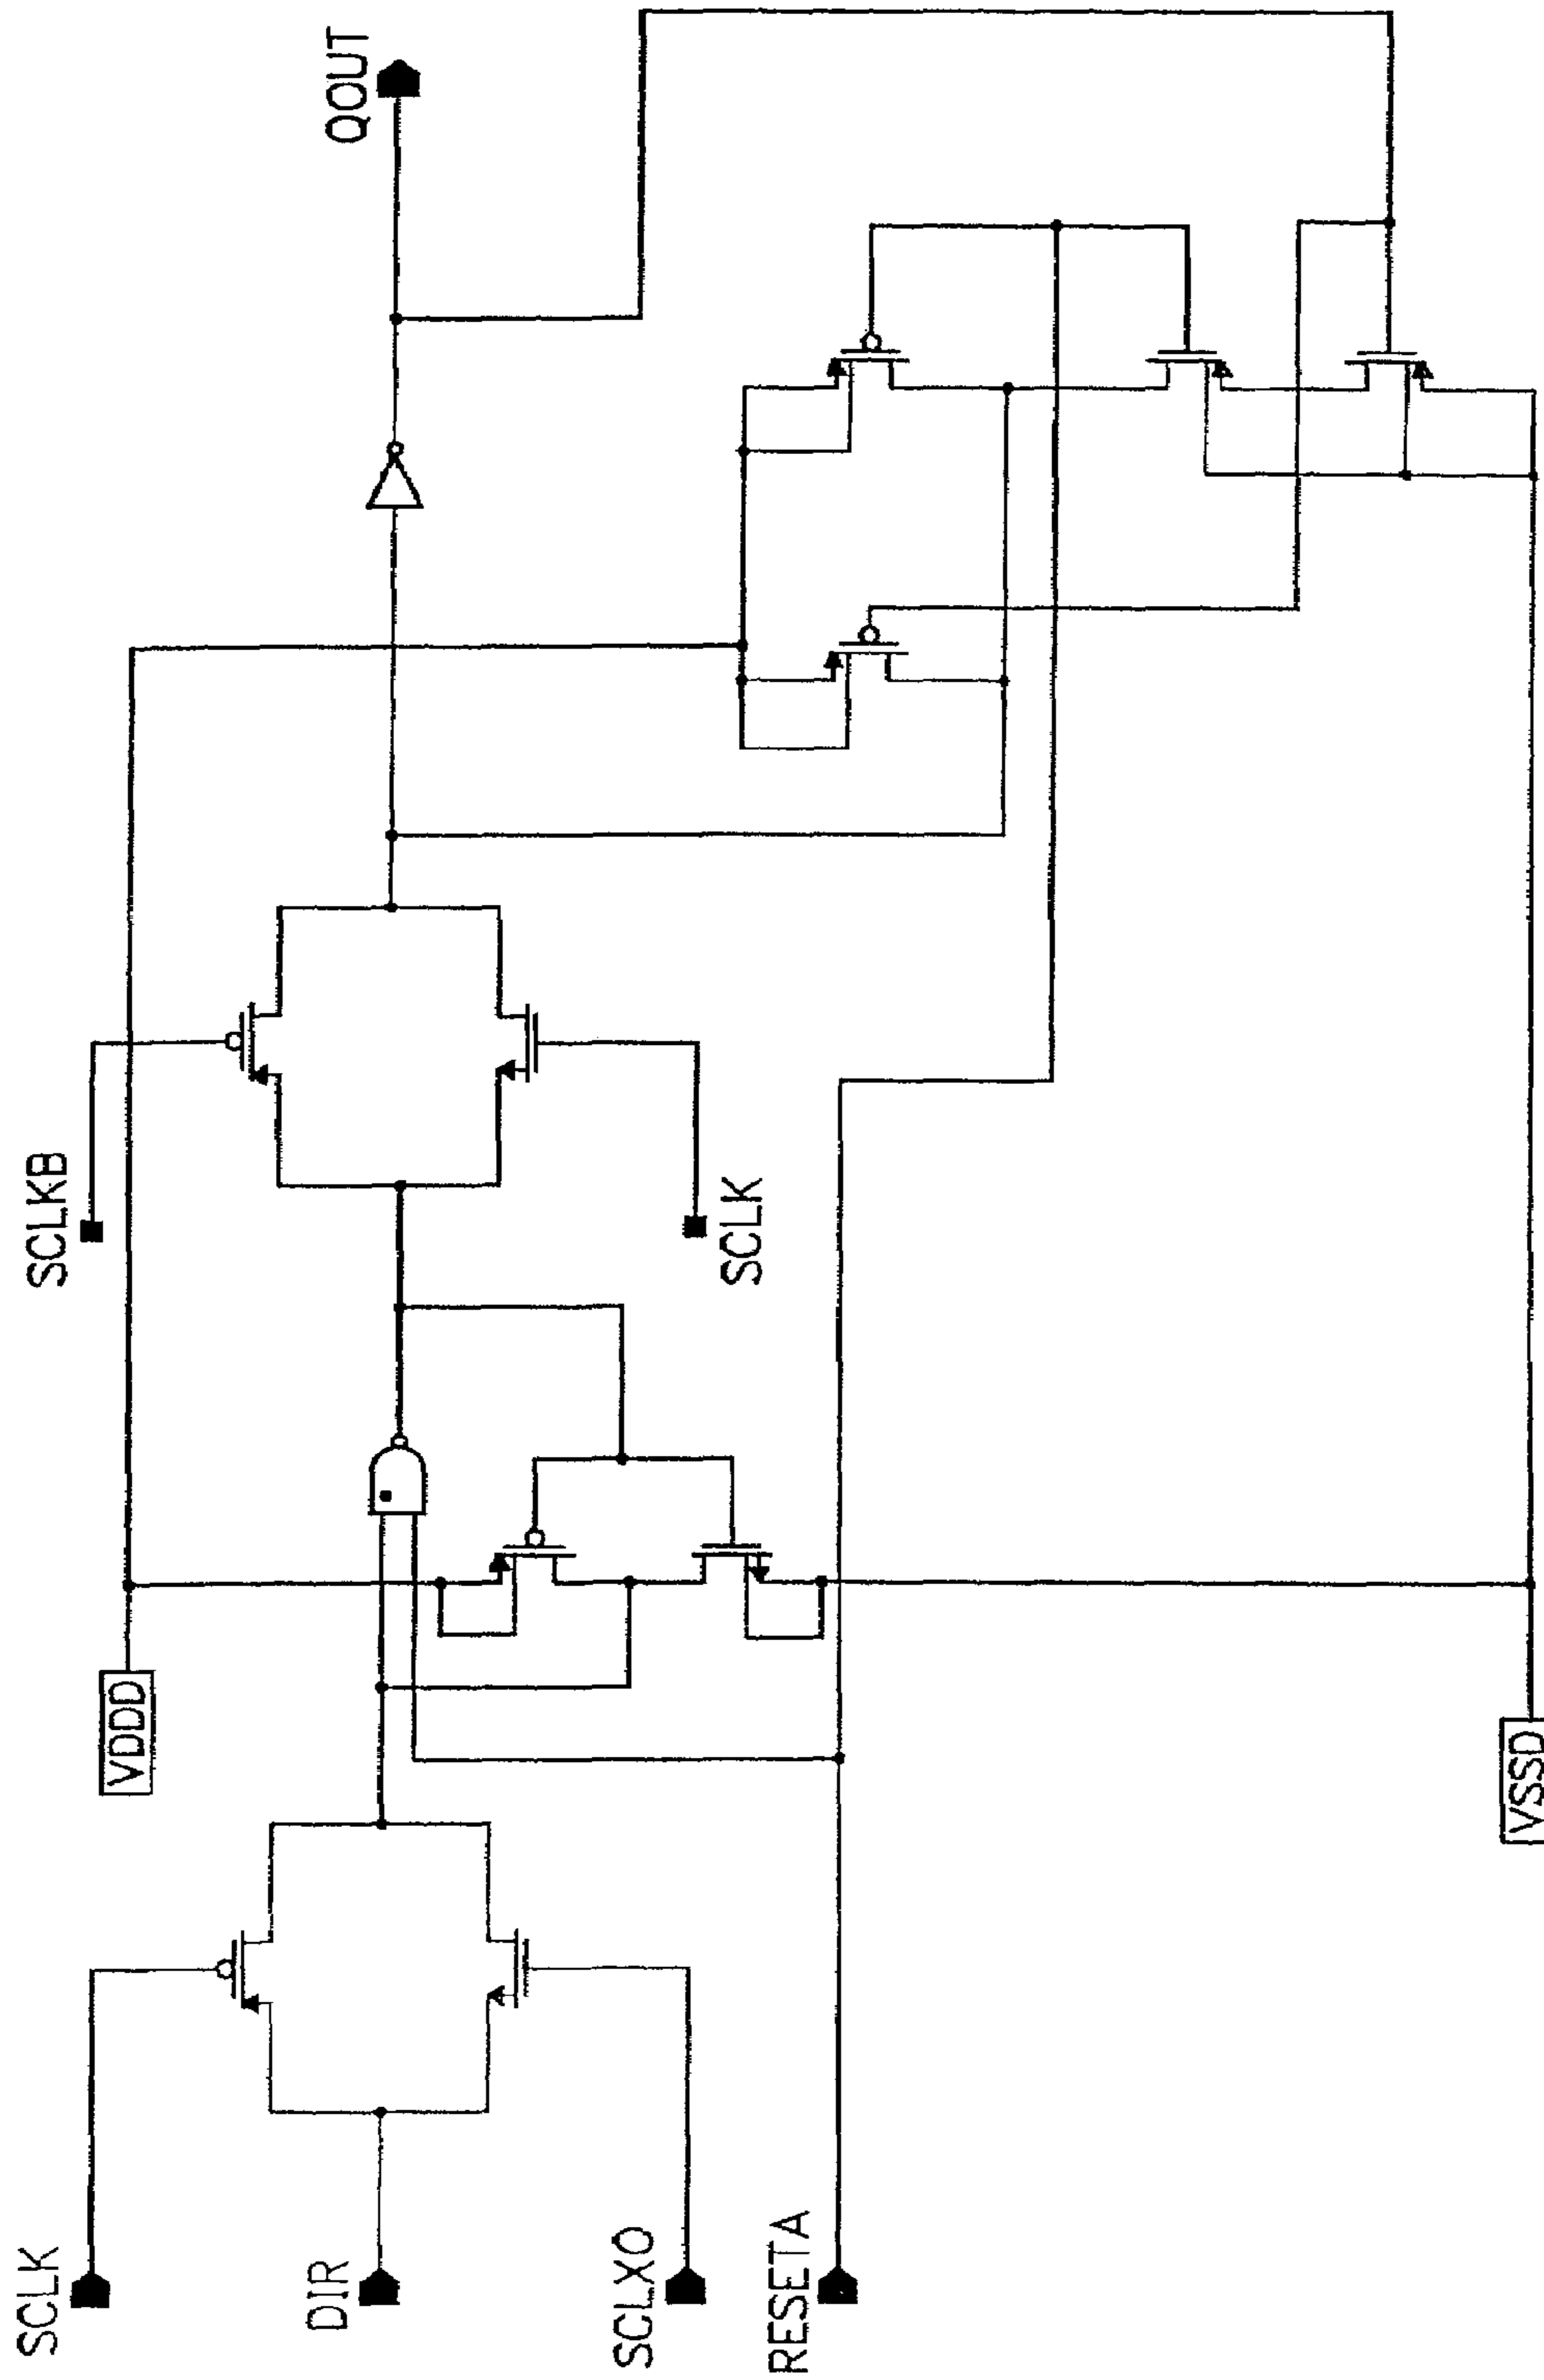 SCLK
DIR
SCLXO
RESETA
VDDD
VSSD
SCLKB
SCLK
QOUT